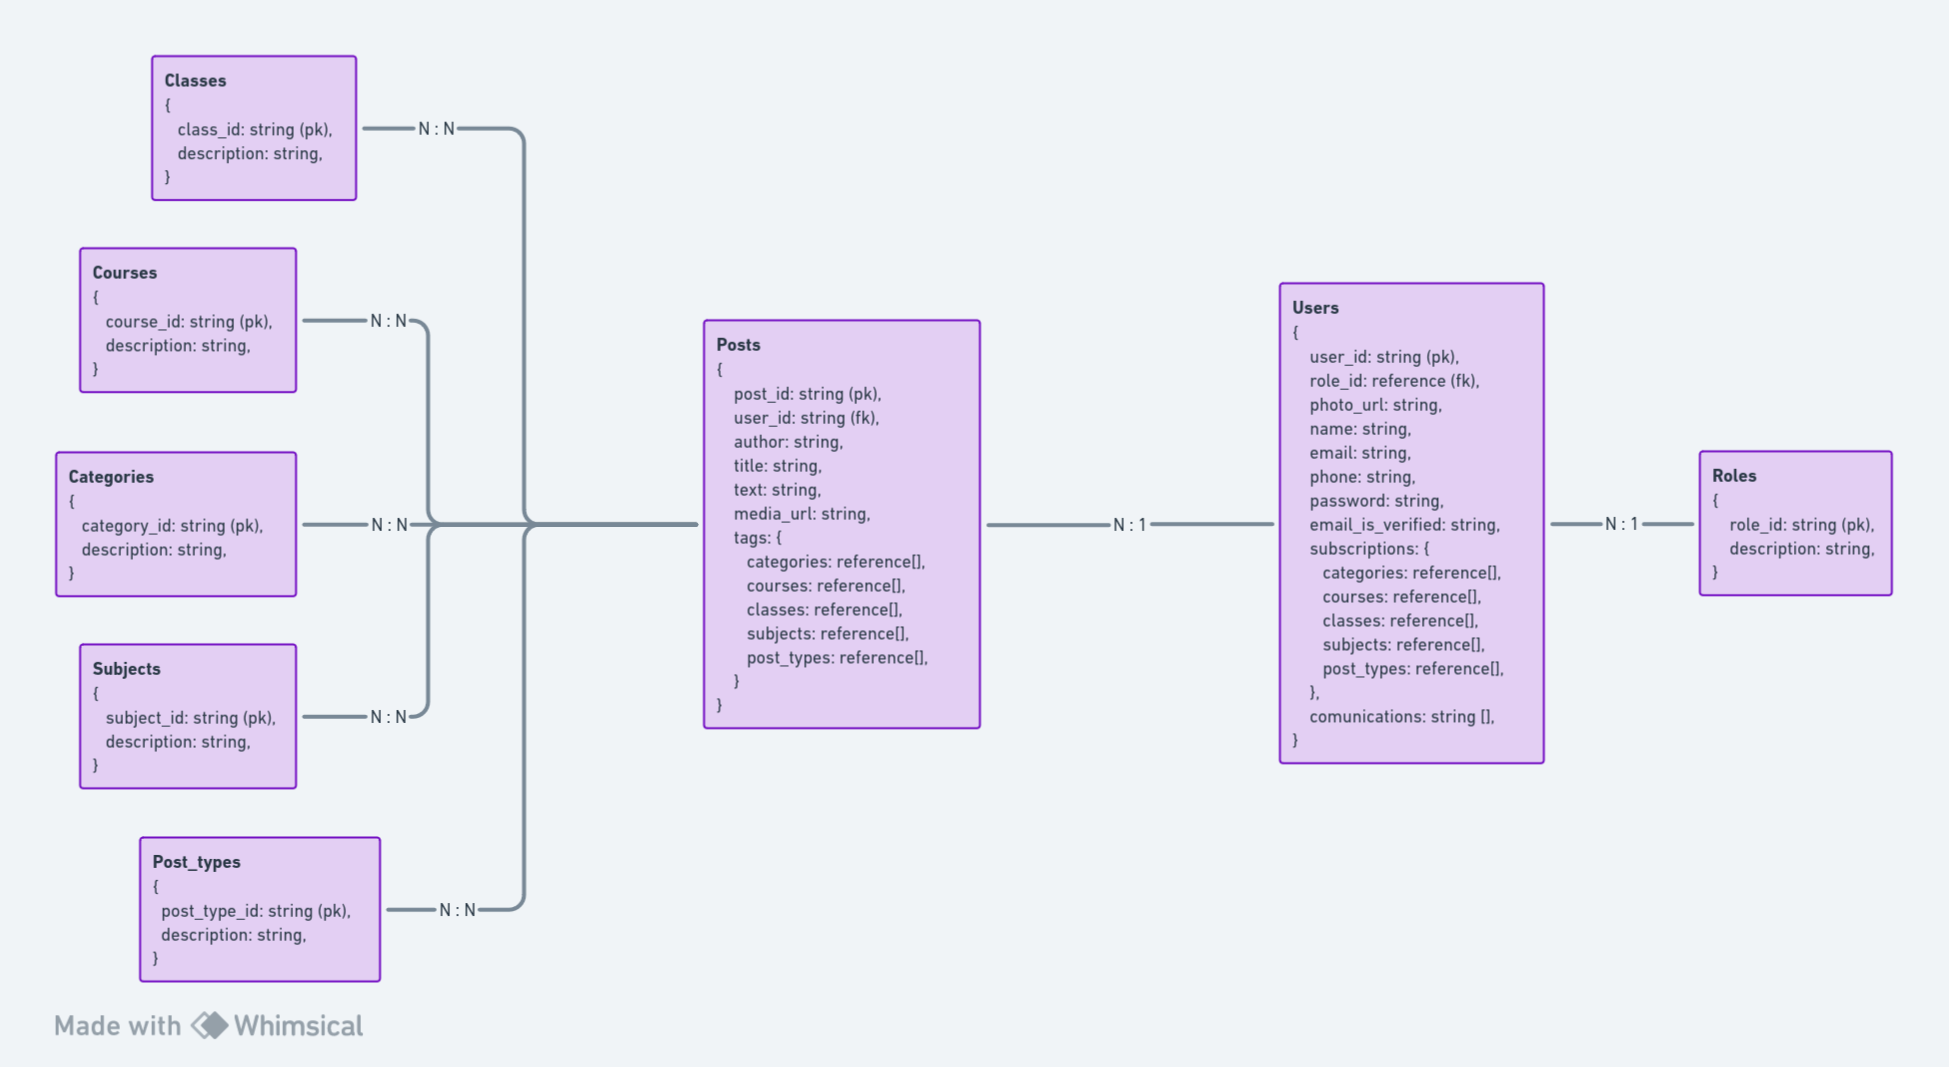 Classes
{
class_id: string (pk),
description: string,
}
N : N
Courses
{
course_id: string (pk),
description: string,
}
N : N
Categories
{
category_id: string (pk),
description: string,
}
N : N
Subjects
{
subject_id: string (pk),
description: string,
}
N : N
Post_types
{
post_type_id: string (pk),
description: string,
}
N : N
Posts
{
post_id: string (pk),
user_id: string (fk),
author: string,
title: string,
text: string,
media_url: string,
tags: {
categories: reference[],
courses: reference[],
classes: reference[],
subjects: reference[],
post_types: reference[],
}
}
N : 1
Users
{
user_id: string (pk),
role_id: reference (fk),
photo_url: string,
name: string,
email: string,
phone: string,
password: string,
email_is_verified: string,
subscriptions: {
categories: reference[],
courses: reference[],
classes: reference[],
subjects: reference[],
post_types: reference[],
},
comunications: string [],
}
N : 1
Roles
{
role_id: string (pk),
description: string,
}
Made with Whimsical